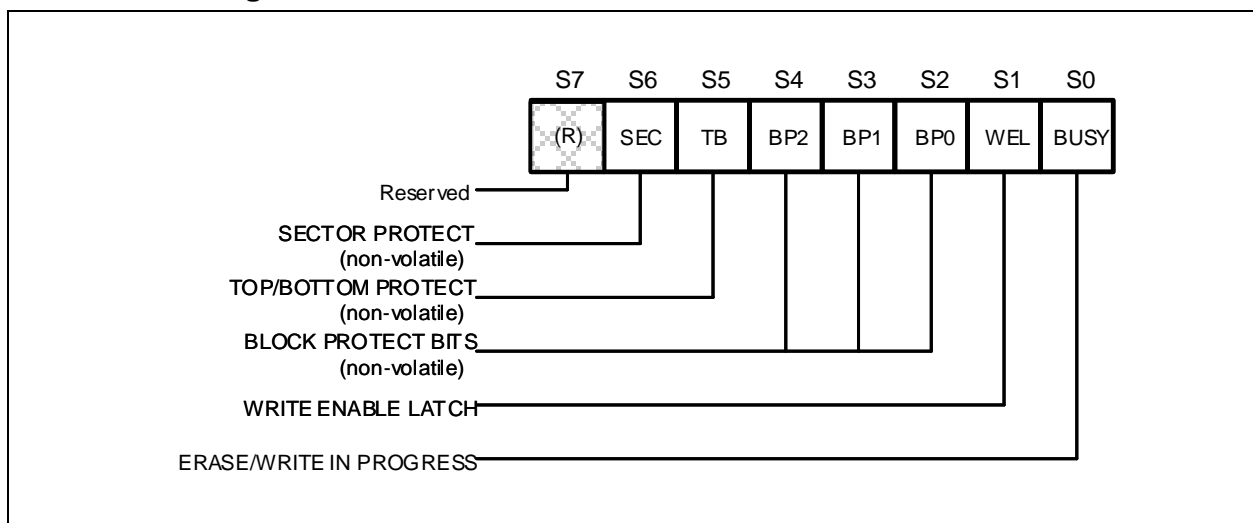 S7 S6 S5 S4 S3 S2 S1 S0
(R) SEC TB BP2 BP1 BP0 WEL BUSY
Reserved
SECTOR PROTECT
(non-volatile)
TOP/BOTTOM PROTECT
(non-volatile)
BLOCK PROTECT BITS
(non-volatile)
WRITE ENABLE LATCH
ERASE/WRITE IN PROGRESS